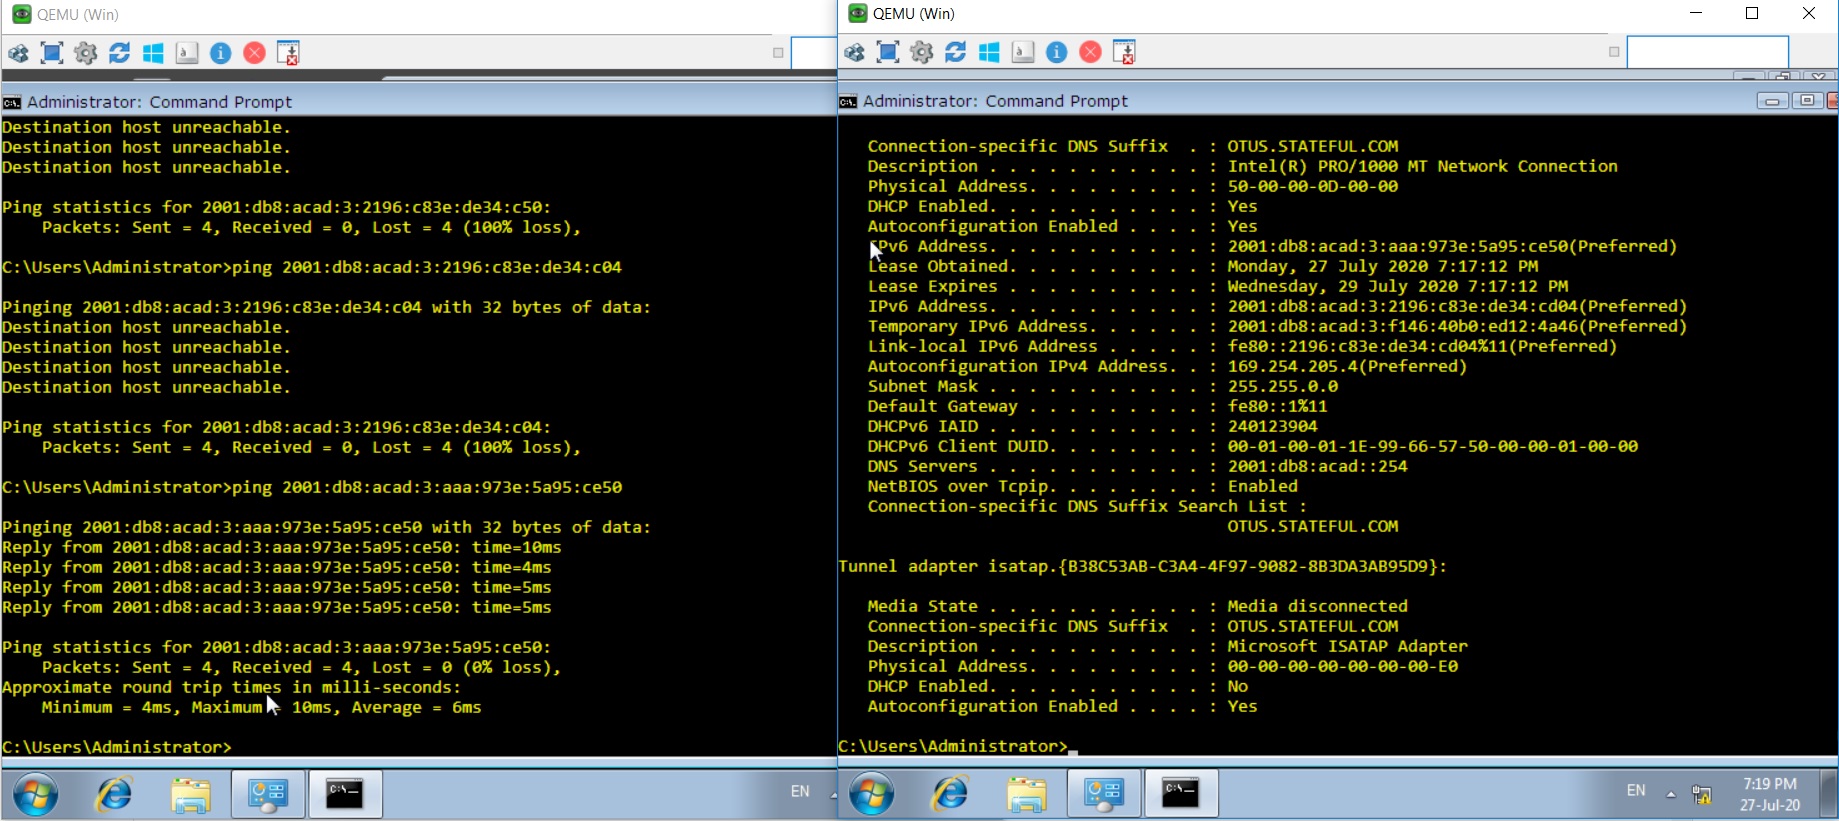 QEMU (Win)
Administrator: Command Prompt
Destination host unreachable.
Destination host unreachable.
Destination host unreachable.
Ping statistics for 2001:db8:acad:3:2196:c83e:de34:c50:
Packets: Sent = 4, Received = 0, Lost = 4 (100% loss),
C:\Users\Administrator>ping 2001:db8:acad:3:2196:c83e:de34:c04
Pinging 2001:db8:acad:3:2196:c83e:de34:c04 with 32 bytes of data:
Destination host unreachable.
Destination host unreachable.
Destination host unreachable.
Destination host unreachable.
Ping statistics for 2001:db8:acad:3:2196:c83e:de34:c04:
Packets: Sent = 4, Received = 0, Lost = 4 (100% loss),
C:\Users\Administrator>ping 2001:db8:acad:3:aaa:973e:5a95:ce50
Pinging 2001:db8:acad:3:aaa:973e:5a95:ce50 with 32 bytes of data:
Reply from 2001:db8:acad:3:aaa:973e:5a95:ce50: time=10ms
Reply from 2001:db8:acad:3:aaa:973e:5a95:ce50: time=4ms
Reply from 2001:db8:acad:3:aaa:973e:5a95:ce50: time=5ms
Reply from 2001:db8:acad:3:aaa:973e:5a95:ce50: time=5ms
Ping statistics for 2001:db8:acad:3:aaa:973e:5a95:ce50:
Packets: Sent = 4, Received = 4, Lost = 0 (0% loss),
Approximate round trip times in milli-seconds:
Minimum = 4ms, Maximum = 10ms, Average = 6ms
C:\Users\Administrator>
EN
QEMU (Win)
Administrator: Command Prompt
Connection-specific DNS Suffix . : OTUS.STATEFUL.COM
Description . . . . . . . . . . . : Intel(R) PRO/1000 MT Network Connection
Physical Address. . . . . . . . . : 50-00-00-0D-00-00
DHCP Enabled. . . . . . . . . . . : Yes
Autoconfiguration Enabled . . . . : Yes
IPv6 Address. . . . . . . . . . . : 2001:db8:acad:3:aaa:973e:5a95:ce50(Preferred)
Lease Obtained. . . . . . . . . . : Monday, 27 July 2020 7:17:12 PM
Lease Expires . . . . . . . . . . : Wednesday, 29 July 2020 7:17:12 PM
IPv6 Address. . . . . . . . . . . : 2001:db8:acad:3:2196:c83e:de34:cd04(Preferred)
Temporary IPv6 Address. . . . . . : 2001:db8:acad:3:f146:40b0:ed12:4a46(Preferred)
Link-local IPv6 Address . . . . . : fe80::2196:c83e:de34:cd04%11(Preferred)
Autoconfiguration IPv4 Address. . : 169.254.205.4(Preferred)
Subnet Mask . . . . . . . . . . . : 255.255.0.0
Default Gateway . . . . . . . . . : fe80::1%11
DHCPv6 IAID . . . . . . . . . . . : 240123904
DHCPv6 Client DUID. . . . . . . . : 00-01-00-01-1E-99-66-57-50-00-00-01-00-00
DNS Servers . . . . . . . . . . . : 2001:db8:acad::254
NetBIOS over Tcpip. . . . . . . . : Enabled
Connection-specific DNS Suffix Search List :
OTUS.STATEFUL.COM
Tunnel adapter isatap.{B38C53AB-C3A4-4F97-9082-8B3DA3AB95D9}:
Media State . . . . . . . . . . . : Media disconnected
Connection-specific DNS Suffix . : OTUS.STATEFUL.COM
Description . . . . . . . . . . . : Microsoft ISATAP Adapter
Physical Address. . . . . . . . . : 00-00-00-00-00-00-00-E0
DHCP Enabled. . . . . . . . . . . : No
Autoconfiguration Enabled . . . . : Yes
C:\Users\Administrator>_
EN
7:19 PM
27-Jul-20